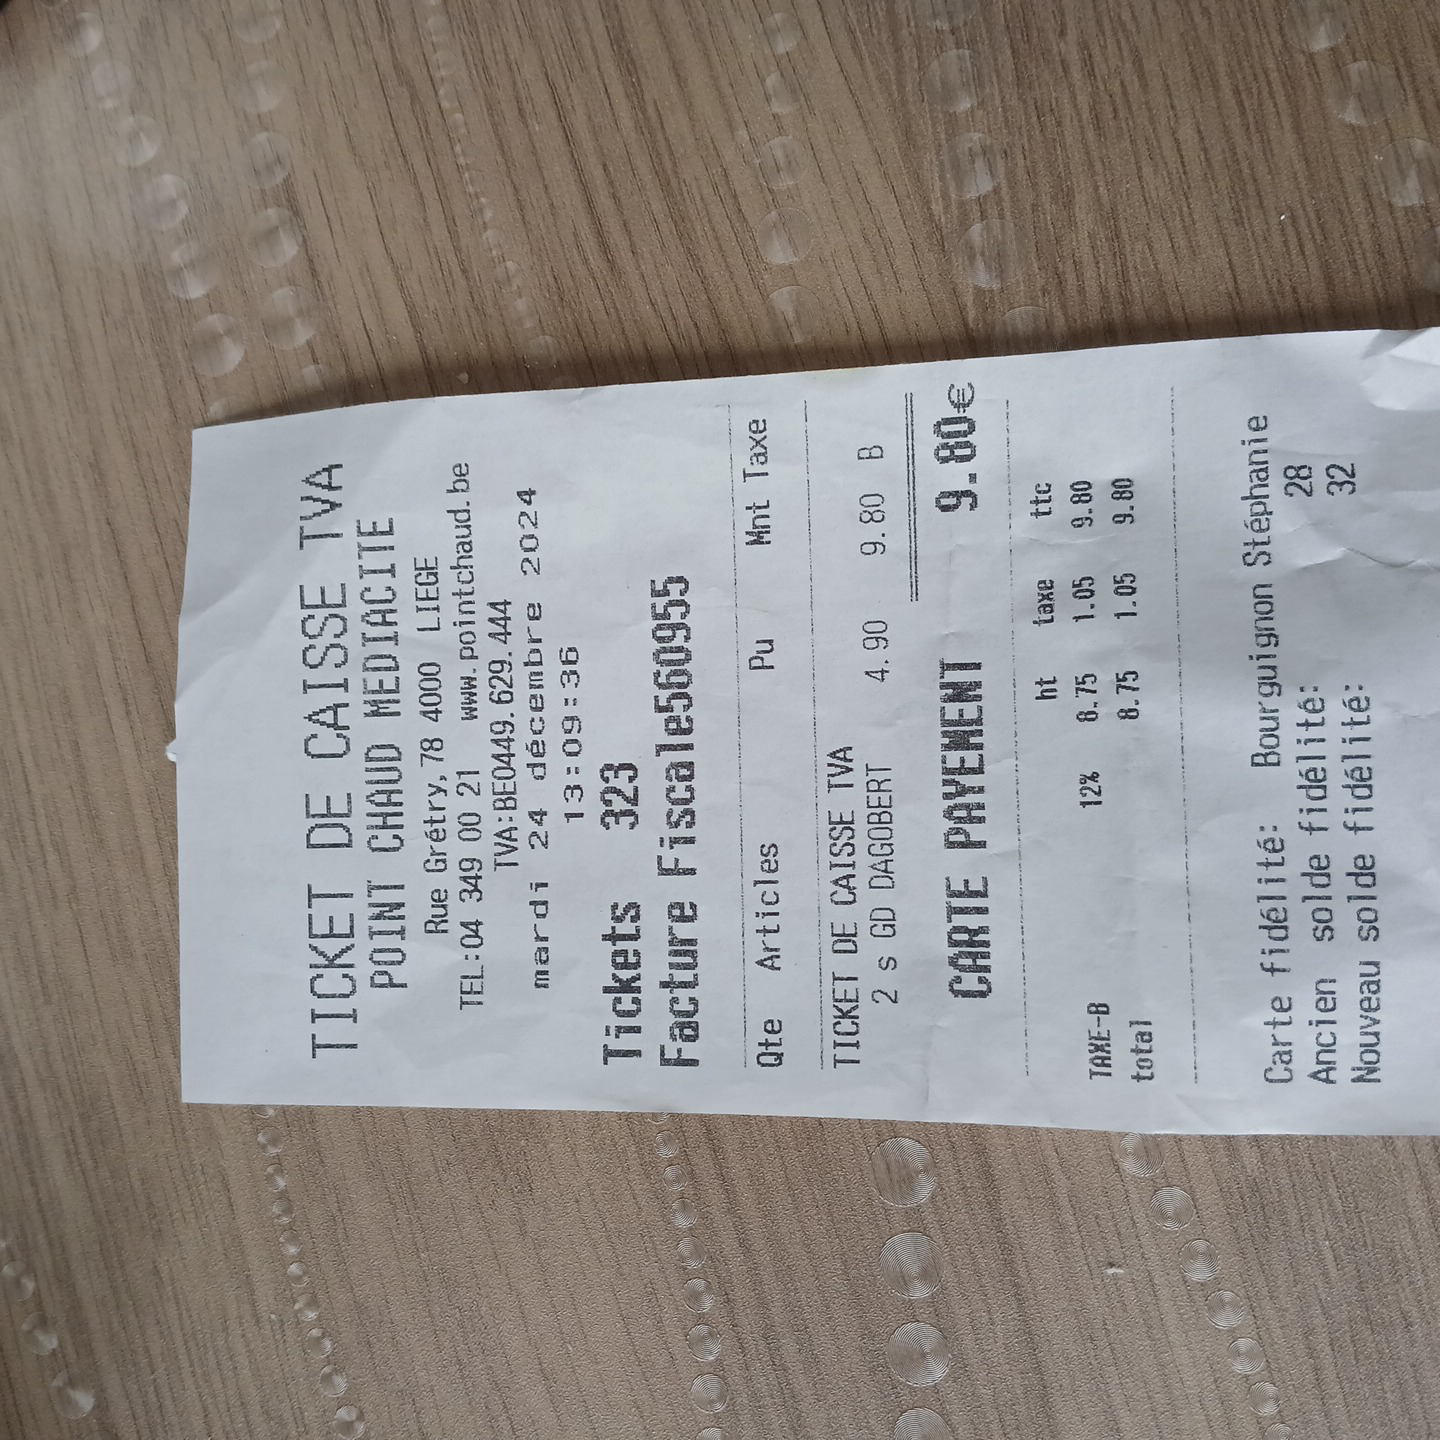 TICKET DE CAISSE TVA
POINT CHAUD MEDIACITE
Rue Grétry,78 4000 LIEGE
TEL:04 349 00 21 www.pointchaud.be
TVA:BE0449.629.444
mardi 24 décembre 2024
13:09:36
Tickets 323
Facture Fiscale560955
Qte Articles Pu Mnt Taxe
TICKET DE CAISSE TVA
2 s GD DAGOBERT 4.90 9.80 B
CARTE PAYEMENT 9.80€
ht taxe ttc
TAXE-B 12% 8.75 1.05 9.80
total 8.75 1.05 9.80
Carte fidélité: Bourguignon Stéphanie
Ancien solde fidélité: 28
Nouveau solde fidélité: 32